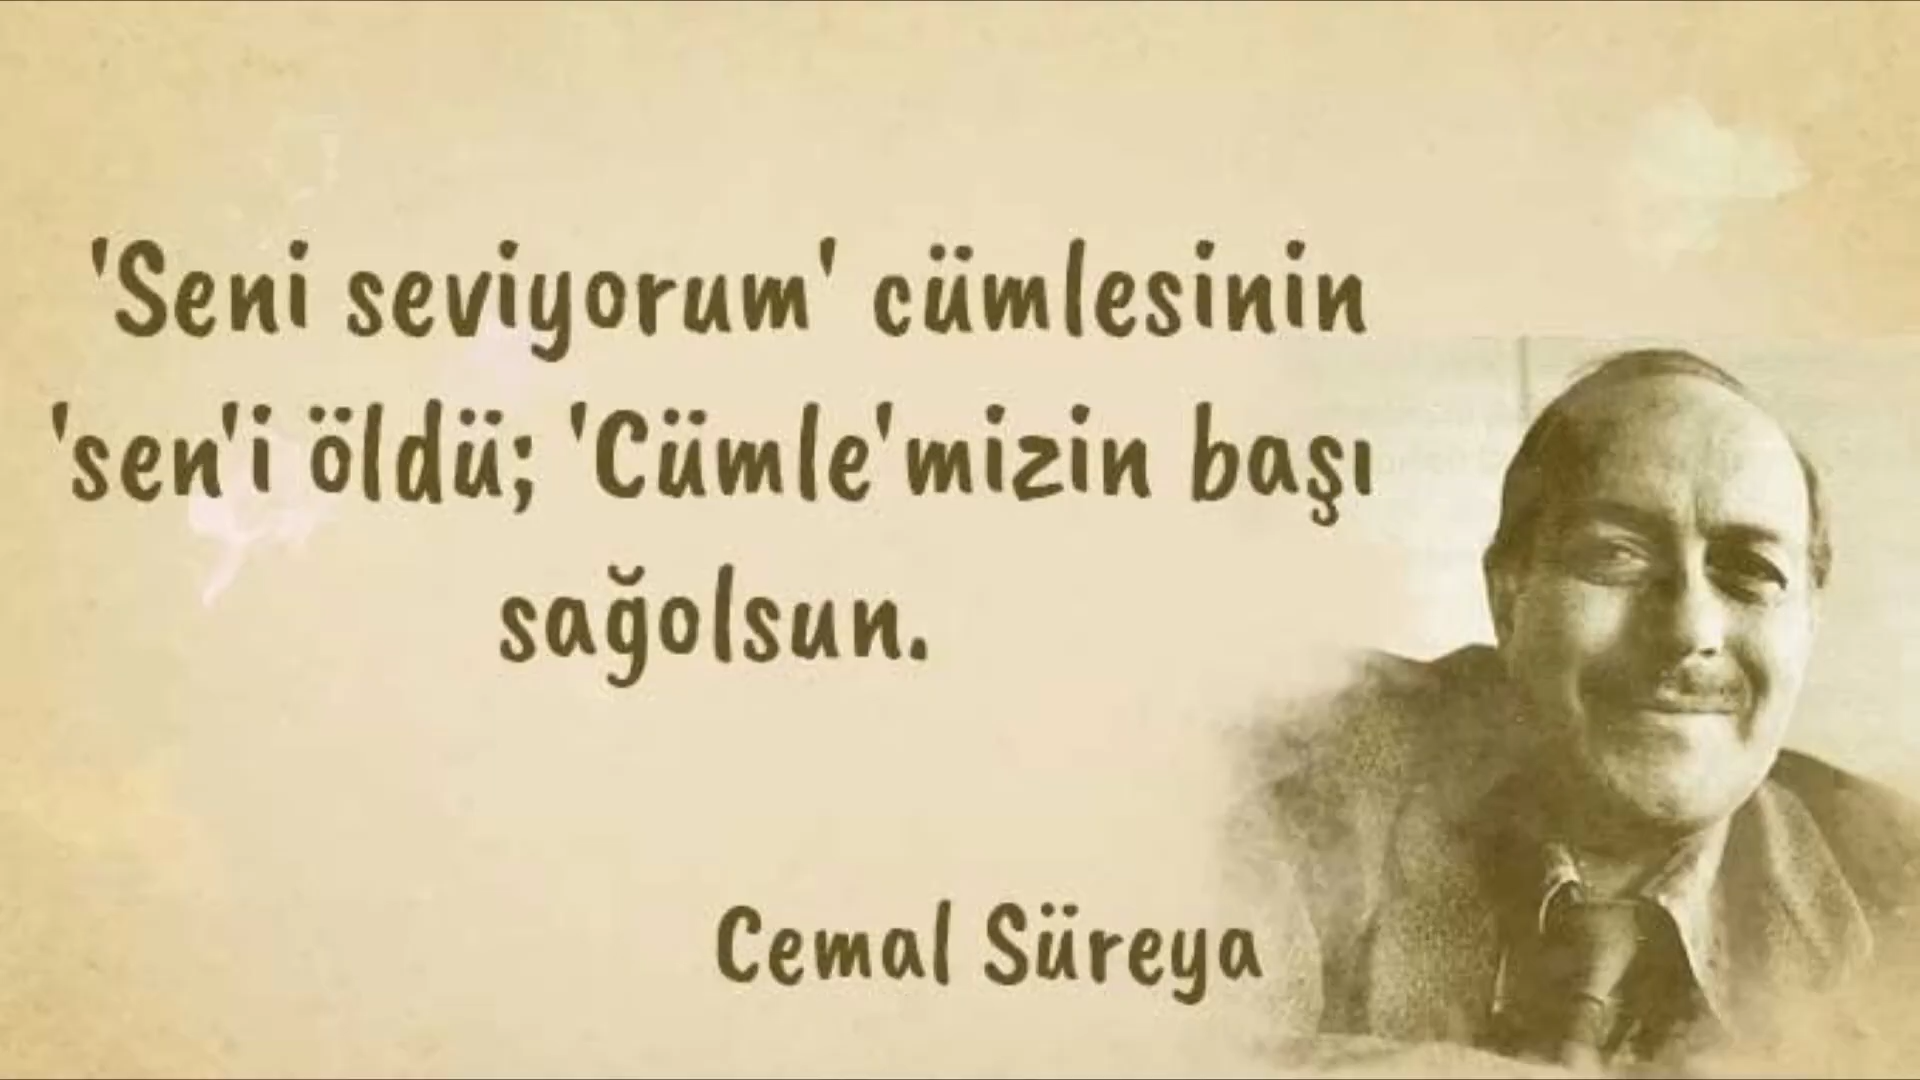 'Seni seviyorum' cümlesinin
'sen'i öldü; 'Cümle'mizin başı
sağolsun.
Cemal Süreya